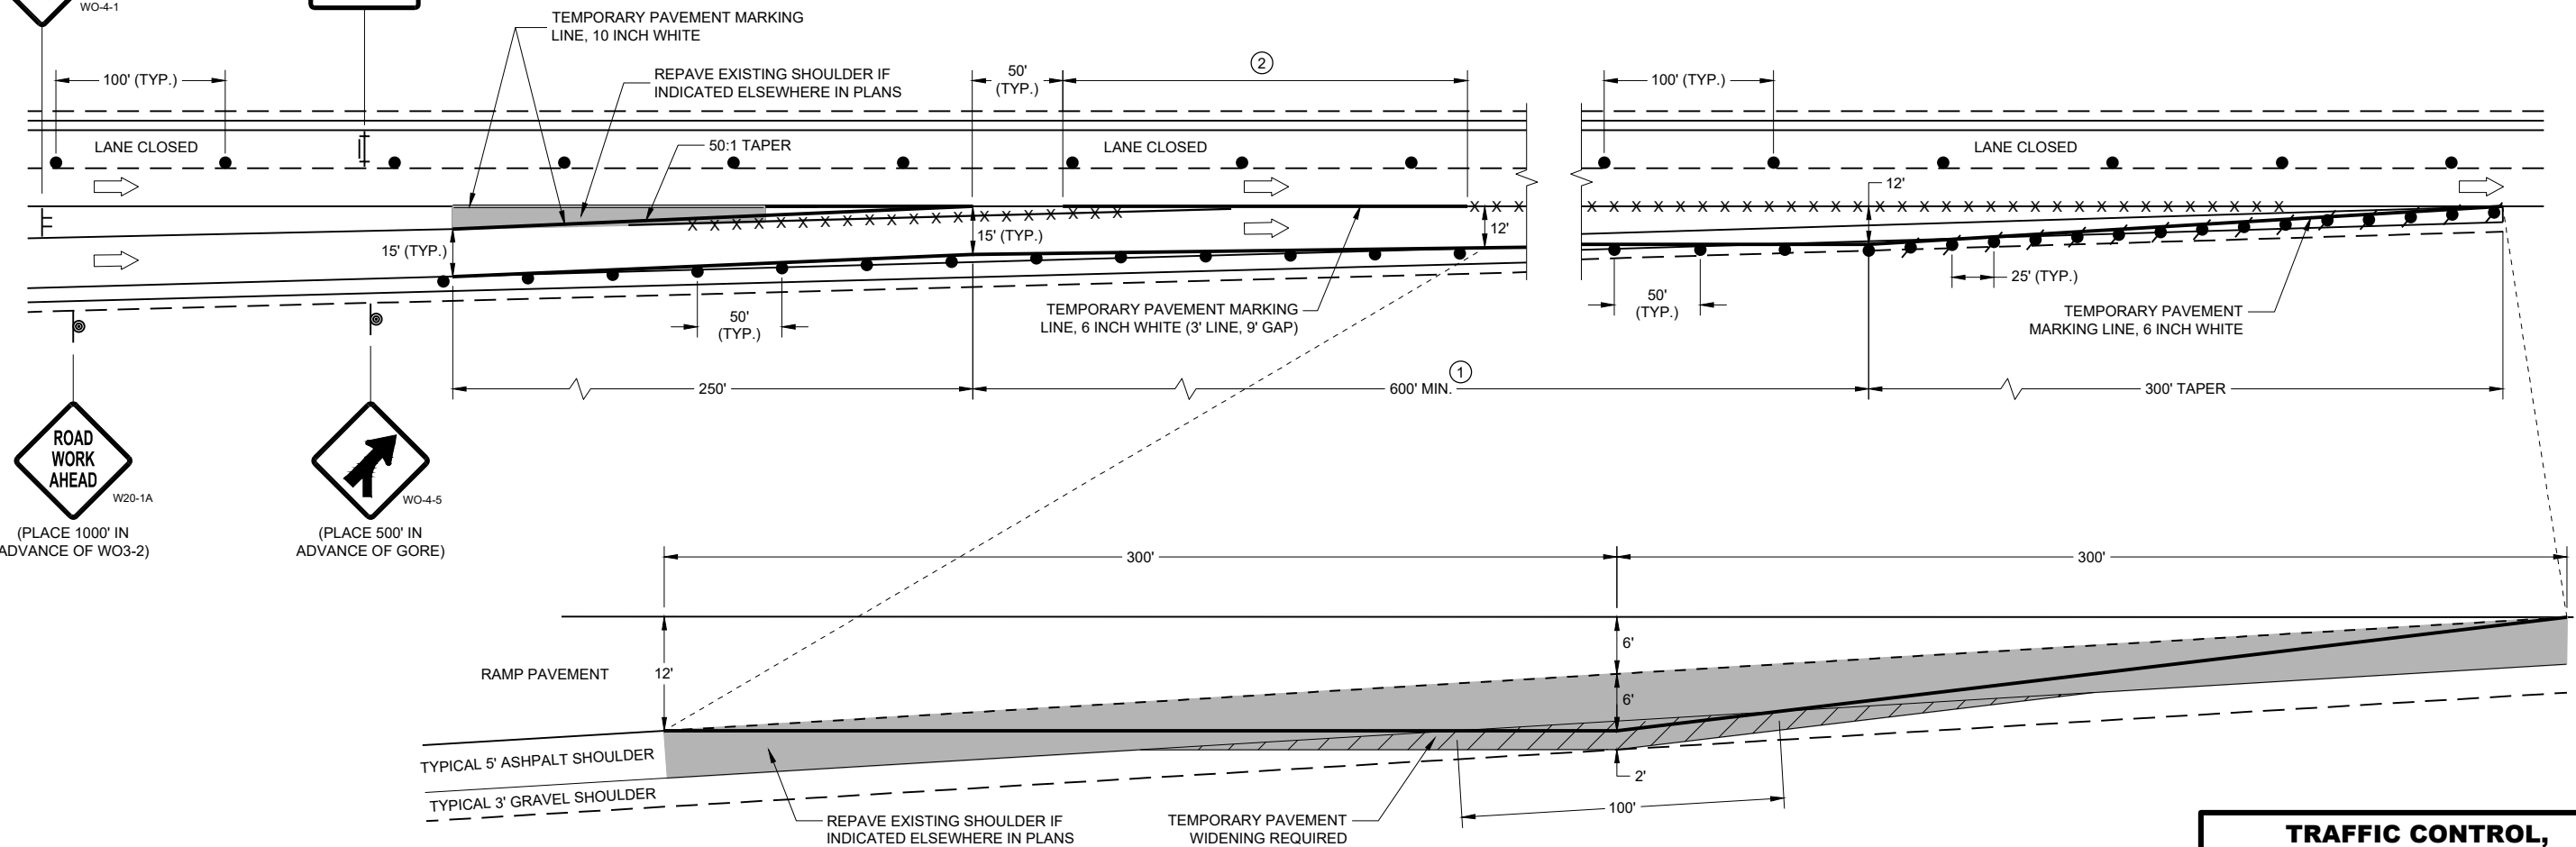 WO-4-1
TEMPORARY PAVEMENT MARKING
LINE, 10 INCH WHITE
100' (TYP.)
REPAVE EXISTING SHOULDER IF
INDICATED ELSEWHERE IN PLANS
50'
(TYP.)
2
100' (TYP.)
LANE CLOSED
50:1 TAPER
LANE CLOSED
LANE CLOSED
12'
15' (TYP.)
15' (TYP.)
12'
25' (TYP.)
50'
(TYP.)
TEMPORARY PAVEMENT MARKING
LINE, 6 INCH WHITE (3' LINE, 9' GAP)
50'
(TYP.)
TEMPORARY PAVEMENT
MARKING LINE, 6 INCH WHITE
250'
1
600' MIN.
300' TAPER
ROAD
WORK
AHEAD
W20-1A
(PLACE 1000' IN
ADVANCE OF WO3-2)
WO-4-5
(PLACE 500' IN
ADVANCE OF GORE)
300'
300'
RAMP PAVEMENT
12'
6'
6'
TYPICAL 5' ASHPALT SHOULDER
TYPICAL 3' GRAVEL SHOULDER
2'
100'
REPAVE EXISTING SHOULDER IF
INDICATED ELSEWHERE IN PLANS
TEMPORARY PAVEMENT
WIDENING REQUIRED
TRAFFIC CONTROL,